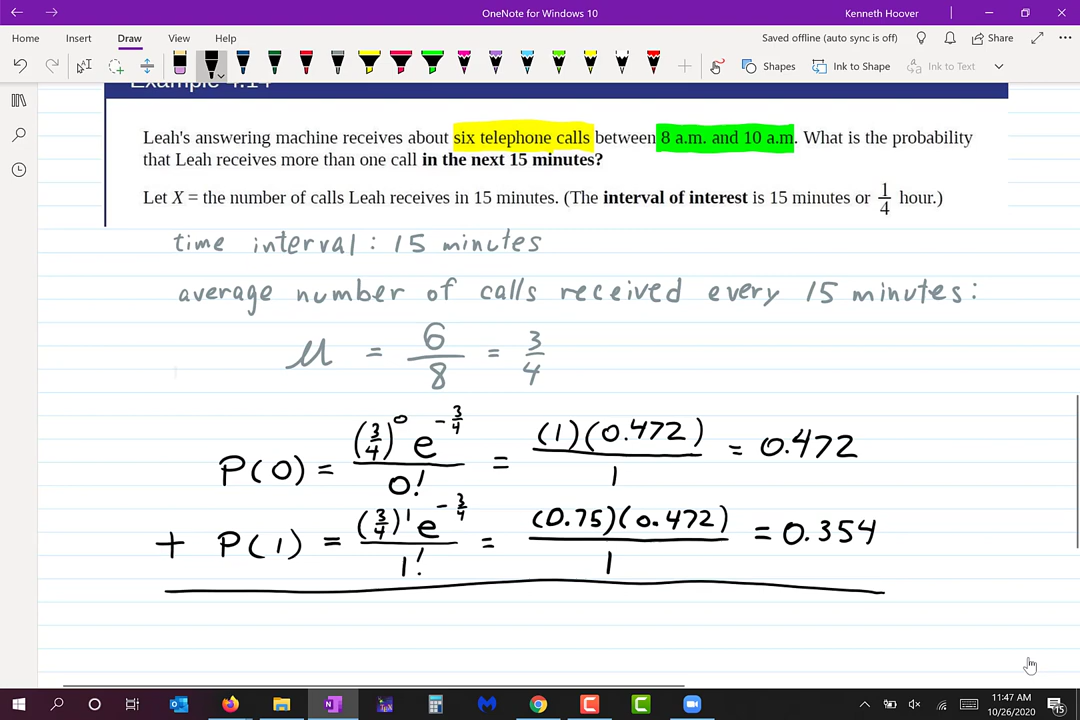 OneNote for Windows 10
Kenneth Hoover
Home Insert Draw View Help
Saved offline (auto sync is off)
Share
Shapes
Ink to Shape
Ink to Text
Leah's answering machine receives about six telephone calls between 8 a.m. and 10 a.m. What is the probability
that Leah receives more than one call in the next 15 minutes?
Let X = the number of calls Leah receives in 15 minutes. (The interval of interest is 15 minutes or 1/4 hour.)
time interval: 15 minutes
average number of calls received every 15 minutes:
μ = 6/8 = 3/4
P(0) = (3/4)^0 e^-3/4 / 0! = (1)(0.472) / 1 = 0.472
+ P(1) = (3/4)^1 e^-3/4 / 1! = (0.75)(0.472) / 1 = 0.354
11:47 AM
10/26/2020
15